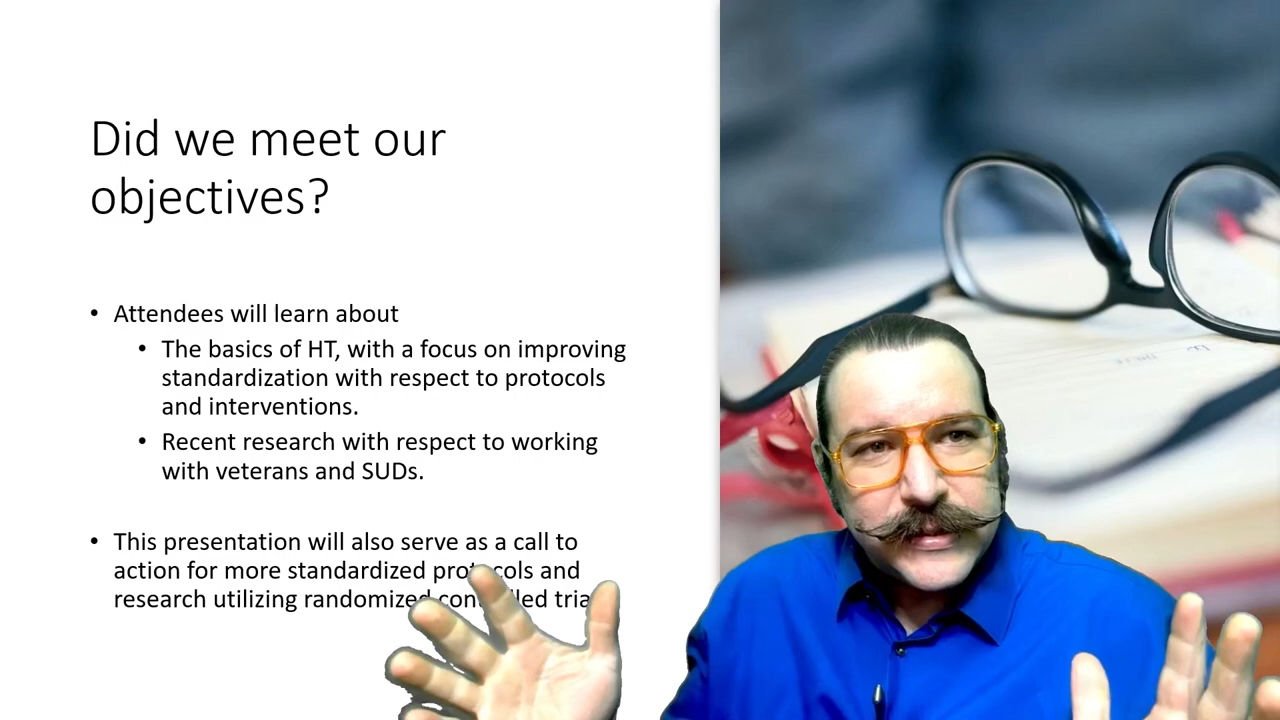 Did we meet our
objectives?
• Attendees will learn about
• The basics of HT, with a focus on improving
standardization with respect to protocols
and interventions.
• Recent research with respect to working
with veterans and SUDs.
• This presentation will also serve as a call to
action for more standardized protocols and
research utilizing randomized controlled